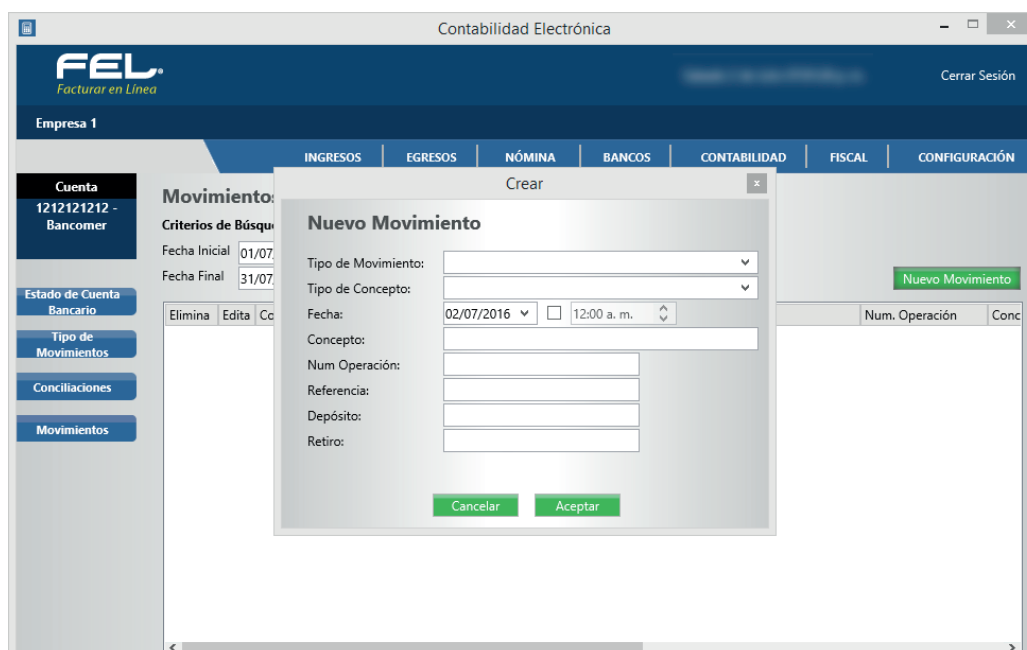 Contabilidad Electrónica
FEL
Facturar en Línea
Cerrar Sesión
Empresa 1
INGRESOS EGRESOS NÓMINA BANCOS CONTABILIDAD FISCAL CONFIGURACIÓN
Cuenta
1212121212 -
Bancomer
Estado de Cuenta
Bancario
Tipo de
Movimientos
Conciliaciones
Movimientos
Criterios de
Fecha Inicial 01/07
Fecha Final 31/07
Nuevo Movimiento
Elimina Edita Num. Operación Conc
Crear
Nuevo Movimiento
Tipo de Movimiento:
Tipo de Concepto:
Fecha: 02/07/2016 12:00 a. m.
Concepto:
Num Operación:
Referencia:
Depósito:
Retiro:
Cancelar Aceptar